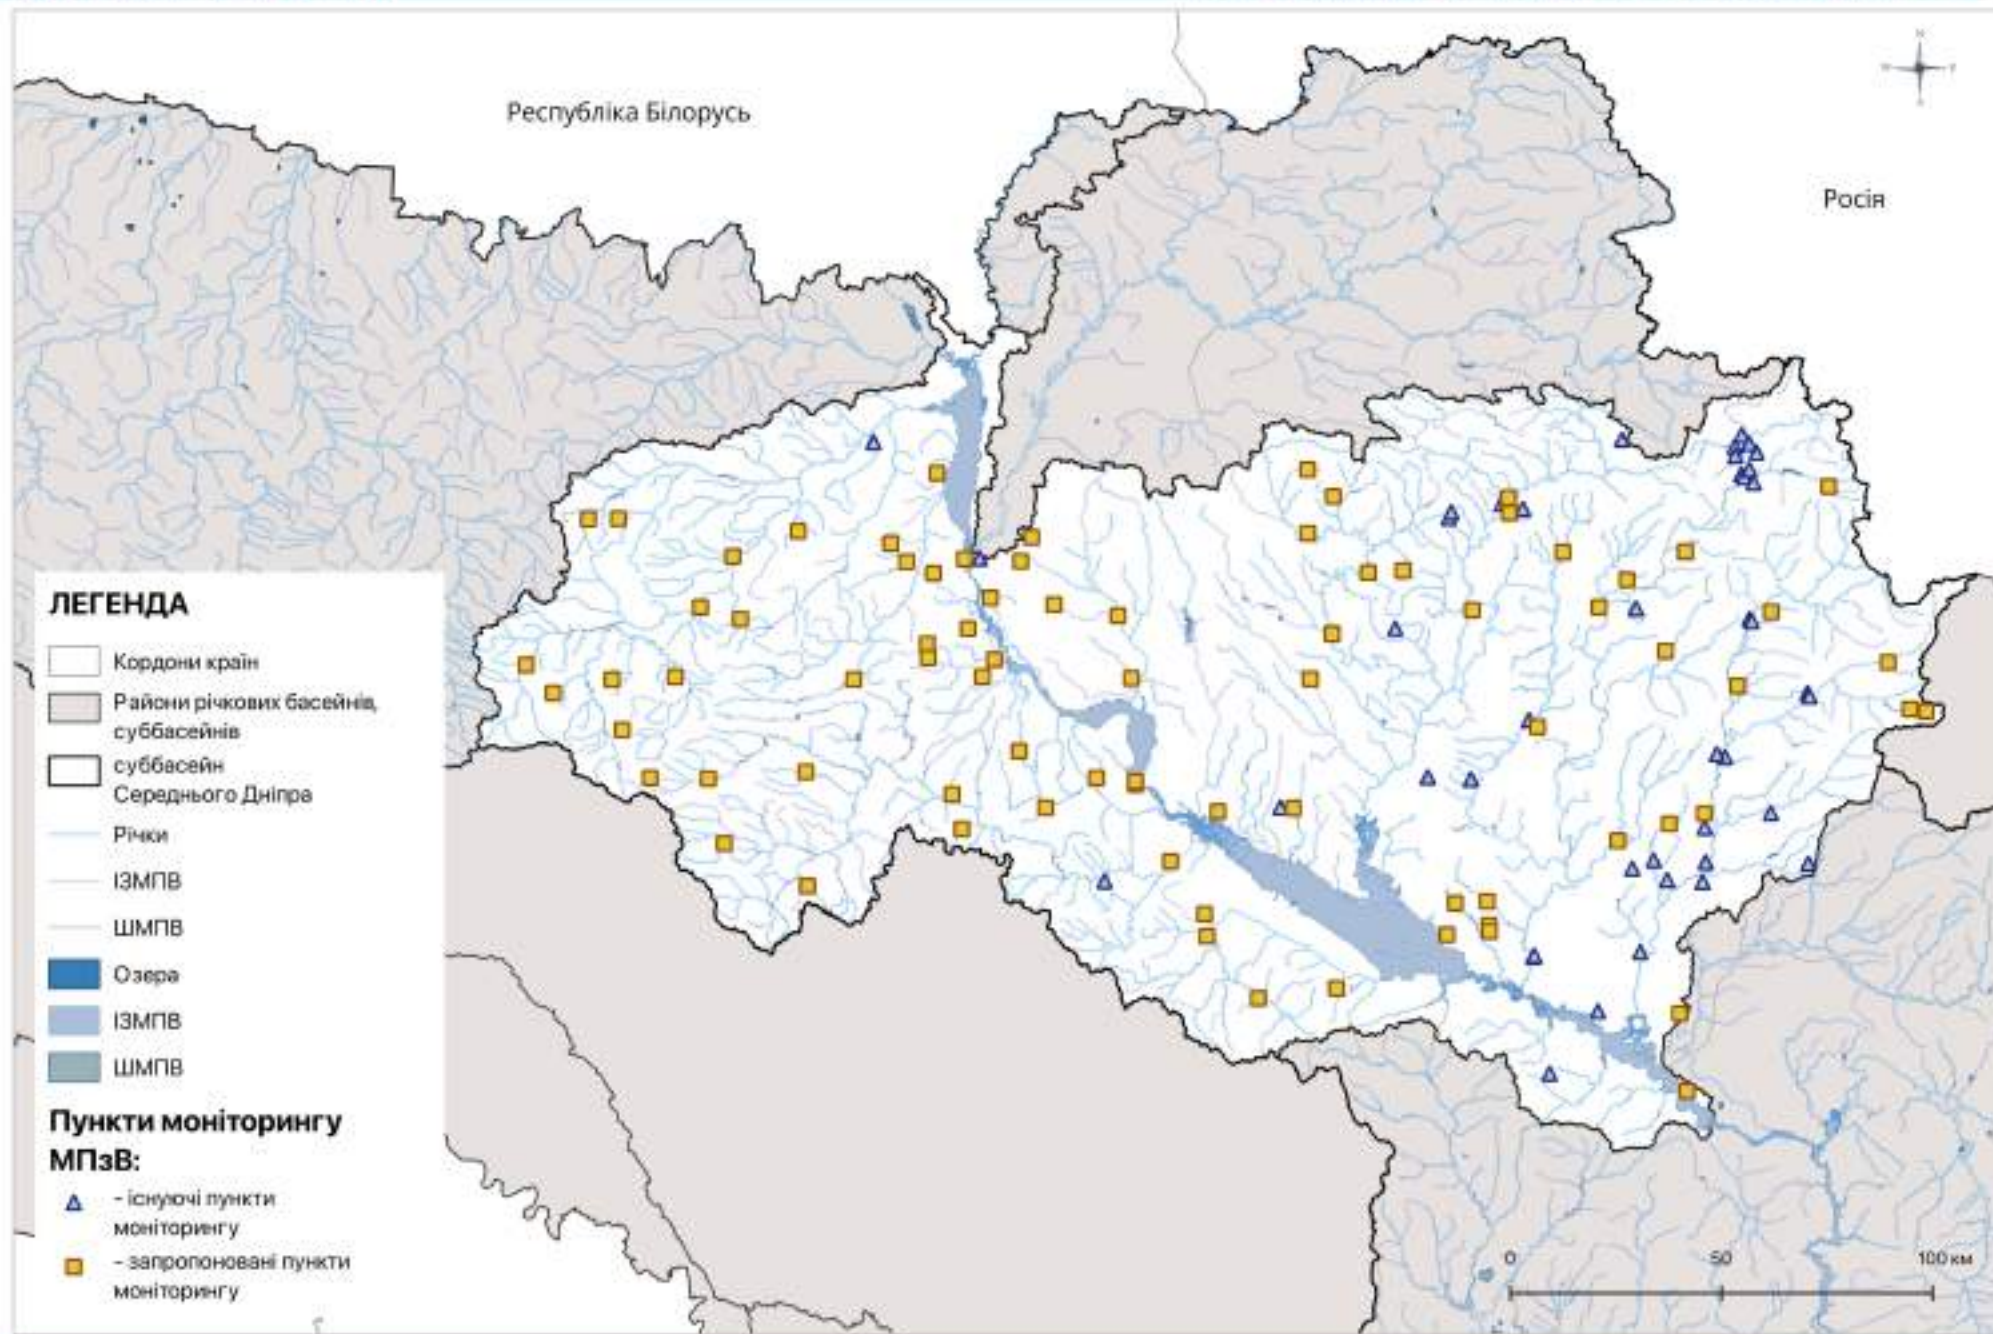 Республіка Білорусь
Росія
ЛЕГЕНДА
Кордони країн
Райони річкових басейнів,
суббасейнів
суббасейн
Середнього Дніпра
Річки
ІЗМПВ
ШМПВ
Озера
ІЗМПВ
ШМПВ
Пункти моніторингу
МПзВ:
- існуючі пункти
моніторингу
- запропоновані пункти
моніторингу
0 50 100 км